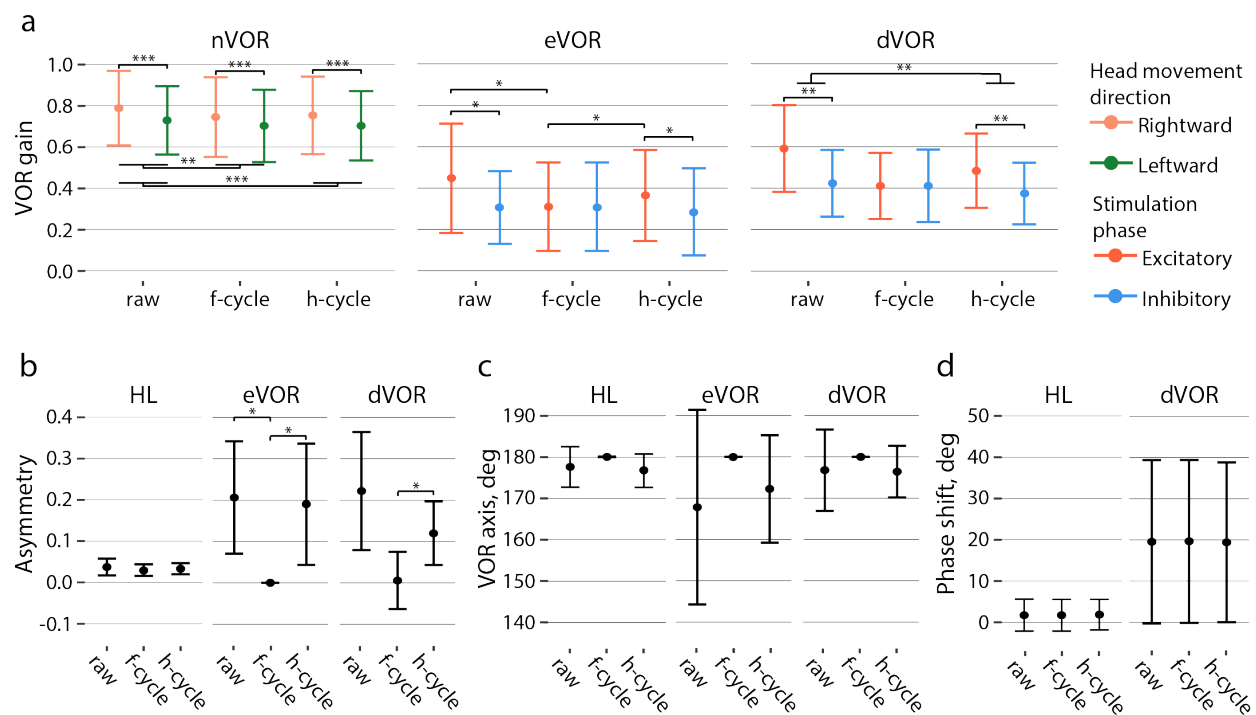 a
nVOR
eVOR
dVOR
VOR gain
1.0
0.8
0.6
0.4
0.2
0.0
***
***
***
**
***
*
*
*
*
**
**
**
raw
f-cycle
h-cycle
raw
f-cycle
h-cycle
raw
f-cycle
h-cycle
Head movement
direction
Rightward
Leftward
Stimulation
phase
Excitatory
Inhibitory
b
HL
eVOR
dVOR
Asymmetry
0.4
0.3
0.2
0.1
0.0
-0.1
*
*
*
raw
f-cycle
h-cycle
raw
f-cycle
h-cycle
raw
f-cycle
h-cycle
c
HL
eVOR
dVOR
VOR axis, deg
190
180
170
160
150
140
raw
f-cycle
h-cycle
raw
f-cycle
h-cycle
raw
f-cycle
h-cycle
d
HL
dVOR
Phase shift, deg
50
40
30
20
10
0
raw
f-cycle
h-cycle
raw
f-cycle
h-cycle